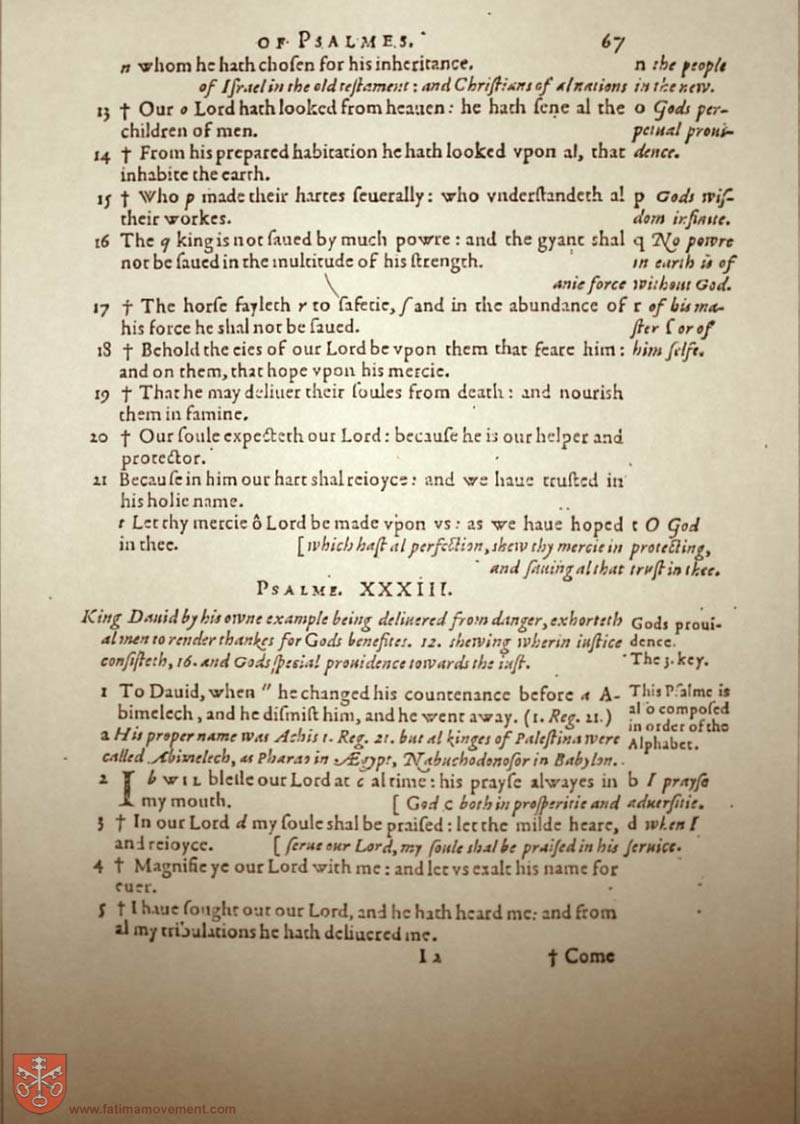 OF PSALMES. 67
n whom he hath choſen for his inheritance. n the people
of Iſrael in the old teſtament: and Chriſtians of al nations in the new.
13 † Our o Lord hath looked from heauen: he hath ſene al the o Gods per-
children of men. petual proui-
14 † From his prepared habitation he hath looked vpon al, that dence.
inhabite the earth.
15 † Who p made their hartes ſeuerally: who vnderſtandeth al p Gods wiſ-
their workes. dom infinite.
16 The q king is not ſaued by much powre: and the gyant shal q No powre
not be ſaued in the multitude of his ſtrength. in earth is of
anie force without God.
17 † The horſe fayleth r to ſafetie, ſ and in the abundance of r of his ma-
his force he shal not be ſaued. ſter ſ or of
18 † Behold the eies of our Lord be vpon them that feare him: him ſelfe.
and on them, that hope vpon his mercie.
19 † That he may deliuer their ſoules from death: and nourish
them in famine.
20 † Our ſoule expecteth our Lord: becauſe he is our helper and
protector.
21 Becauſe in him our hart shal reioyce: and we haue truſted in
his holie name.
t Let thy mercie ô Lord be made vpon vs: as we haue hoped t O God
in thee. [which haſt al perfection, shew thy mercie in protecting,
and ſauing al that truſt in thee.
PSALME. XXXIII.
King Dauid by his owne example being deliuered from danger, exhorteth Gods proui-
al men to render thankes for Gods benefites. 12. shewing wherin iuſtice dence.
conſiſteth, 16. and Gods ſpecial prouidence towards the iuſt. The 3. key.
1 To Dauid, when " he changed his countenance before a A- This Pſalme is
bimelech, and he diſmiſt him, and he went away. (1. Reg. 21.) al o compoſed
in order of the
a His proper name was Achis 1. Reg. 21. but al kinges of Paleſtina were Alphabet.
called Abimelech, as Pharao in Ægypt, Nabuchodonoſor in Babylon.
2 I b WIL bleſſe our Lord at c al time: his prayſe alwayes in b I prayſe
my mouth. [God c both in proſperitie and aduerſitie.
3 † In our Lord d my ſoule shal be praiſed: let the milde heare, d when I
and reioyce. [ſerue our Lord, my ſoule shal be praiſed in his ſeruice.
4 † Magnifie ye our Lord with me: and let vs exalt his name for
euer.
5 † I haue ſought out our Lord, and he hath heard me: and from
al my tribulations he hath deliuered me.
I 2 † Come
www.fatimamovement.com